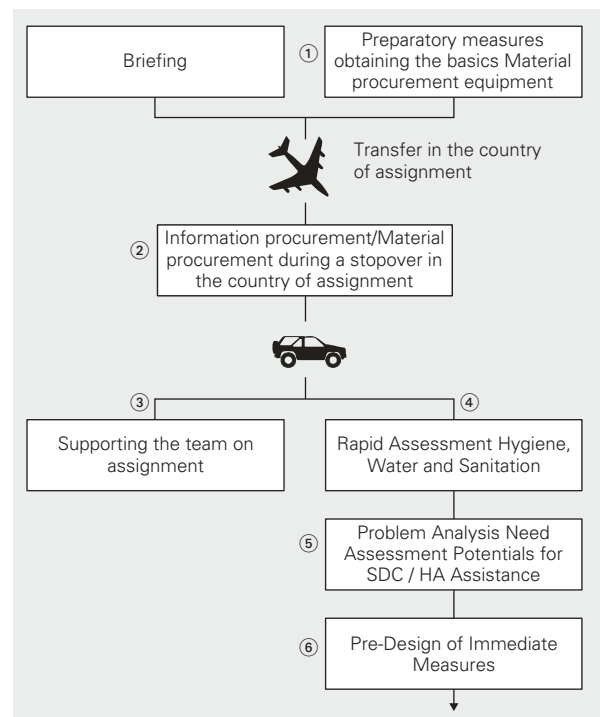 Briefing
①
Preparatory measures
obtaining the basics Material
procurement equipment
Transfer in the country
of assignment
②
Information procurement/Material
procurement during a stopover in
the country of assignment
③
Supporting the team on
assignment
④
Rapid Assessment Hygiene,
Water and Sanitation
⑤
Problem Analysis Need
Assessment Potentials for
SDC / HA Assistance
⑥
Pre-Design of Immediate
Measures